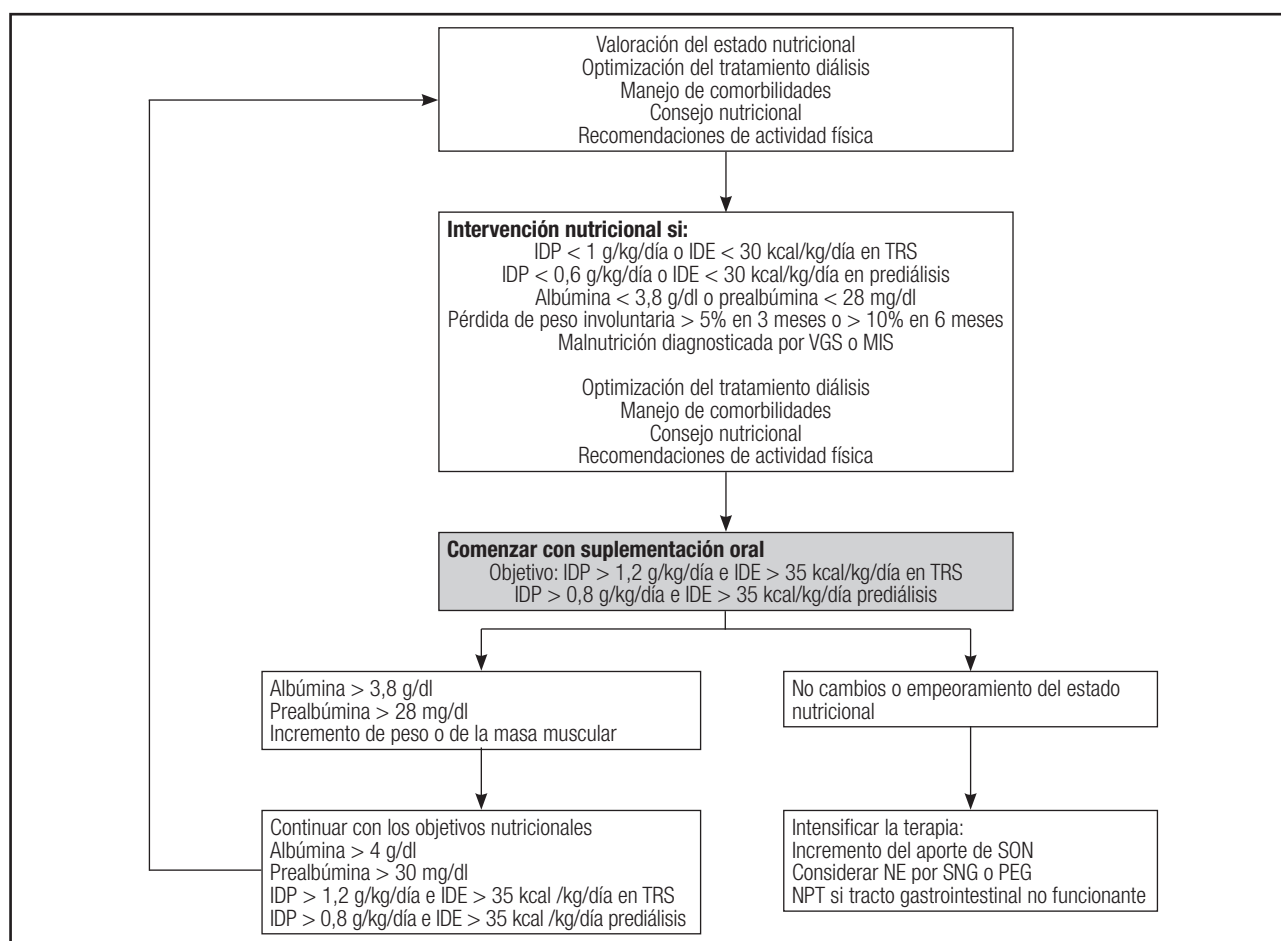 Valoración del estado nutricional
Optimización del tratamiento diálisis
Manejo de comorbilidades
Consejo nutricional
Recomendaciones de actividad física
Intervención nutricional si:
IDP < 1 g/kg/día o IDE < 30 kcal/kg/día en TRS
IDP < 0,6 g/kg/día o IDE < 30 kcal/kg/día en prediálisis
Albúmina < 3,8 g/dl o prealbúmina < 28 mg/dl
Pérdida de peso involuntaria > 5% en 3 meses o > 10% en 6 meses
Malnutrición diagnosticada por VGS o MIS
Optimización del tratamiento diálisis
Manejo de comorbilidades
Consejo nutricional
Recomendaciones de actividad física
Comenzar con suplementación oral
Objetivo: IDP > 1,2 g/kg/día e IDE > 35 kcal/kg/día en TRS
IDP > 0,8 g/kg/día e IDE > 35 kcal/kg/día prediálisis
Albúmina > 3,8 g/dl
Prealbúmina > 28 mg/dl
Incremento de peso o de la masa muscular
No cambios o empeoramiento del estado
nutricional
Continuar con los objetivos nutricionales
Albúmina > 4 g/dl
Prealbúmina > 30 mg/dl
IDP > 1,2 g/kg/día e IDE > 35 kcal /kg/día en TRS
IDP > 0,8 g/kg/día e IDE > 35 kcal /kg/día prediálisis
Intensificar la terapia:
Incremento del aporte de SON
Considerar NE por SNG o PEG
NPT si tracto gastrointestinal no funcionante